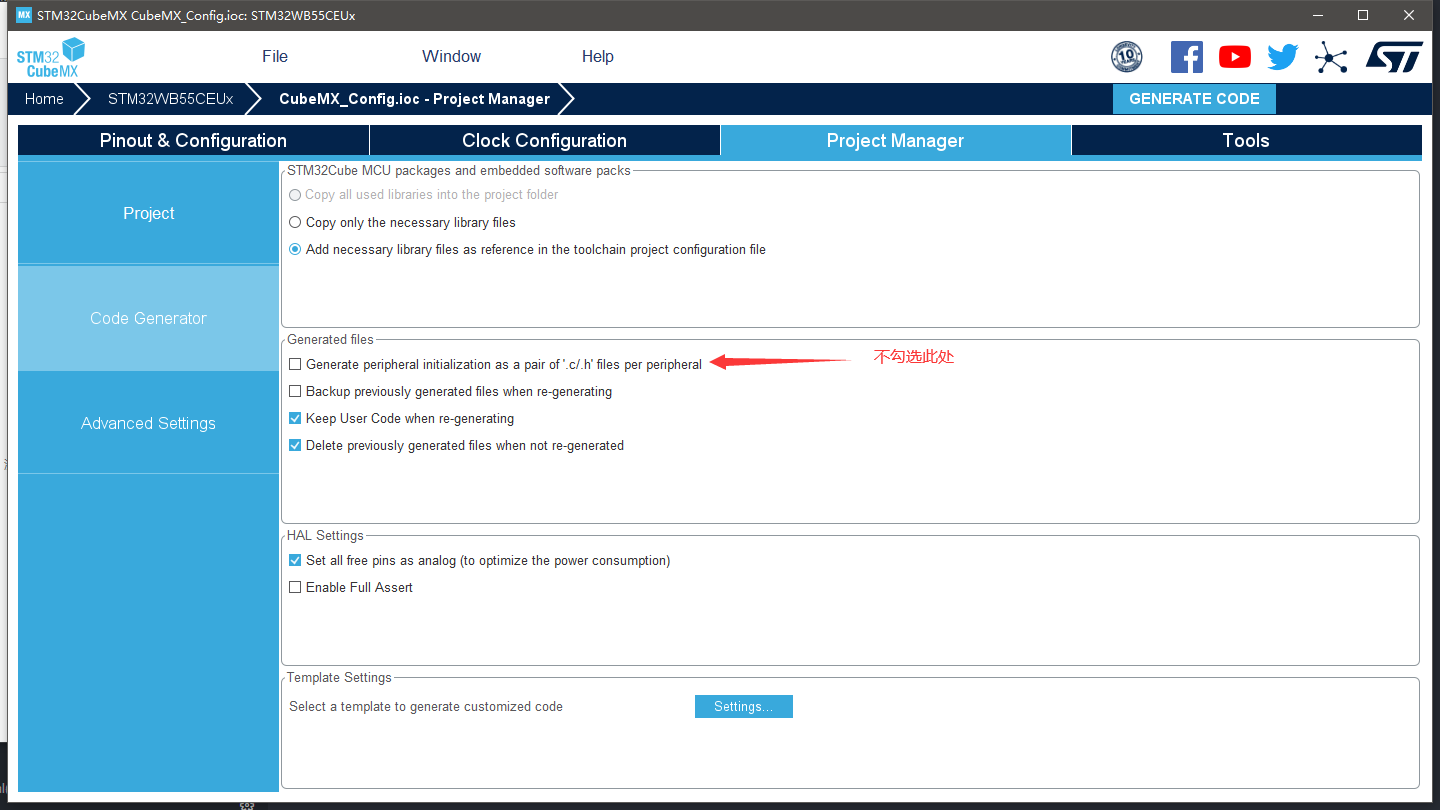 STM32CubeMX CubeMX_Config.ioc: STM32WB55CEUx
STM32
CubeMX
File
Window
Help
10
Home
STM32WB55CEUx
CubeMX_Config.ioc - Project Manager
GENERATE CODE
Pinout & Configuration
Clock Configuration
Project Manager
Tools
Project
Code Generator
Advanced Settings
STM32Cube MCU packages and embedded software packs
Copy all used libraries into the project folder
Copy only the necessary library files
Add necessary library files as reference in the toolchain project configuration file
Generated files
Generate peripheral initialization as a pair of '.c/.h' files per peripheral
不勾选此处
Backup previously generated files when re-generating
Keep User Code when re-generating
Delete previously generated files when not re-generated
HAL Settings
Set all free pins as analog (to optimize the power consumption)
Enable Full Assert
Template Settings
Select a template to generate customized code
Settings...